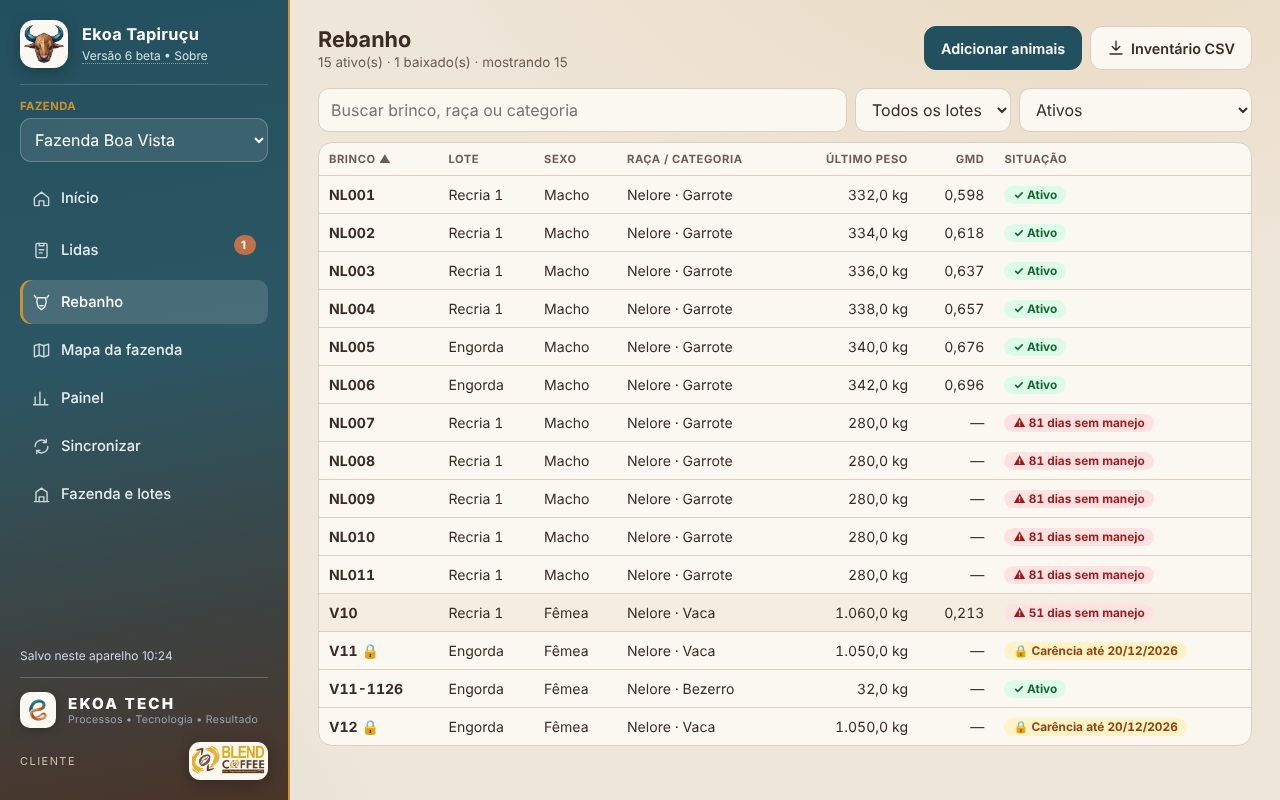 Ekoa Tapiruçu
Versão 6 beta • Sobre
FAZENDA
Fazenda Boa Vista
Início
Lidas 1
Rebanho
Mapa da fazenda
Painel
Sincronizar
Fazenda e lotes
Salvo neste aparelho 10:24
EKOA TECH
Processos • Tecnologia • Resultado
CLIENTE
BLEND
COFFEE
Rebanho
15 ativo(s) · 1 baixado(s) · mostrando 15
Adicionar animais
Inventário CSV
Buscar brinco, raça ou categoria
Todos os lotes
Ativos
BRINCO ▲ LOTE SEXO RAÇA / CATEGORIA ÚLTIMO PESO GMD SITUAÇÃO
NL001 Recria 1 Macho Nelore · Garrote 332,0 kg 0,598 ✓ Ativo
NL002 Recria 1 Macho Nelore · Garrote 334,0 kg 0,618 ✓ Ativo
NL003 Recria 1 Macho Nelore · Garrote 336,0 kg 0,637 ✓ Ativo
NL004 Recria 1 Macho Nelore · Garrote 338,0 kg 0,657 ✓ Ativo
NL005 Engorda Macho Nelore · Garrote 340,0 kg 0,676 ✓ Ativo
NL006 Engorda Macho Nelore · Garrote 342,0 kg 0,696 ✓ Ativo
NL007 Recria 1 Macho Nelore · Garrote 280,0 kg — ⚠ 81 dias sem manejo
NL008 Recria 1 Macho Nelore · Garrote 280,0 kg — ⚠ 81 dias sem manejo
NL009 Recria 1 Macho Nelore · Garrote 280,0 kg — ⚠ 81 dias sem manejo
NL010 Recria 1 Macho Nelore · Garrote 280,0 kg — ⚠ 81 dias sem manejo
NL011 Recria 1 Macho Nelore · Garrote 280,0 kg — ⚠ 81 dias sem manejo
V10 Recria 1 Fêmea Nelore · Vaca 1.060,0 kg 0,213 ⚠ 51 dias sem manejo
V11 🔒 Engorda Fêmea Nelore · Vaca 1.050,0 kg — 🔒 Carência até 20/12/2026
V11-1126 Engorda Fêmea Nelore · Bezerro 32,0 kg — ✓ Ativo
V12 🔒 Engorda Fêmea Nelore · Vaca 1.050,0 kg — 🔒 Carência até 20/12/2026